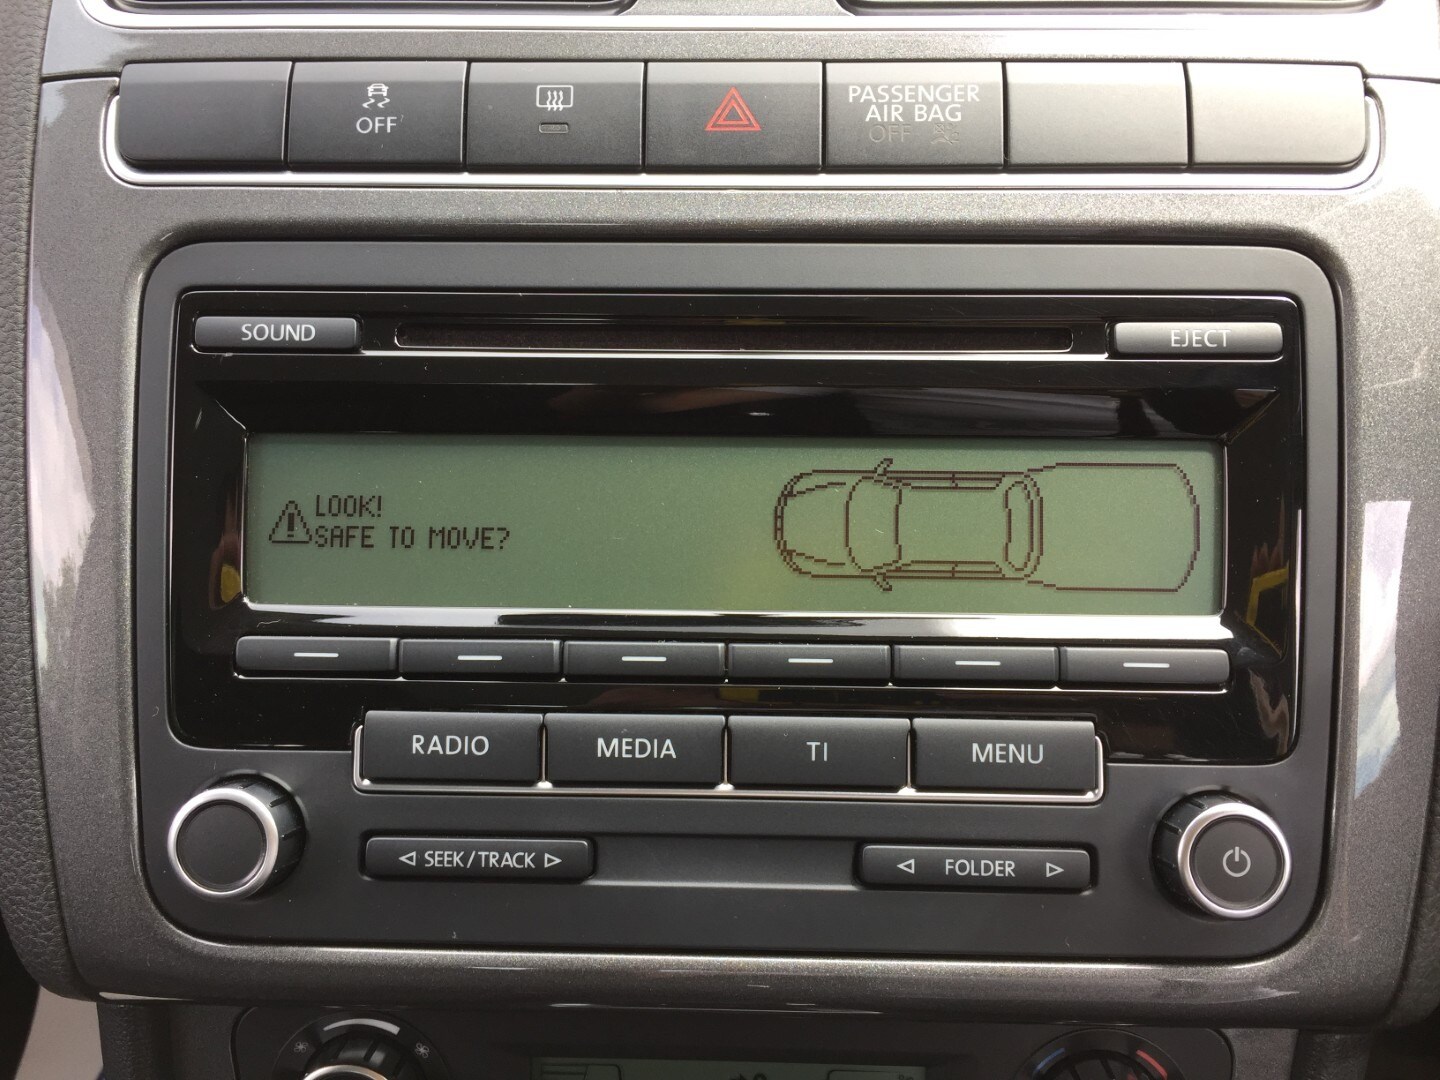 OFF
PASSENGER
AIR BAG
OFF
SOUND
EJECT
LOOK!
SAFE TO MOVE?
RADIO
MEDIA
TI
MENU
SEEK/TRACK
FOLDER